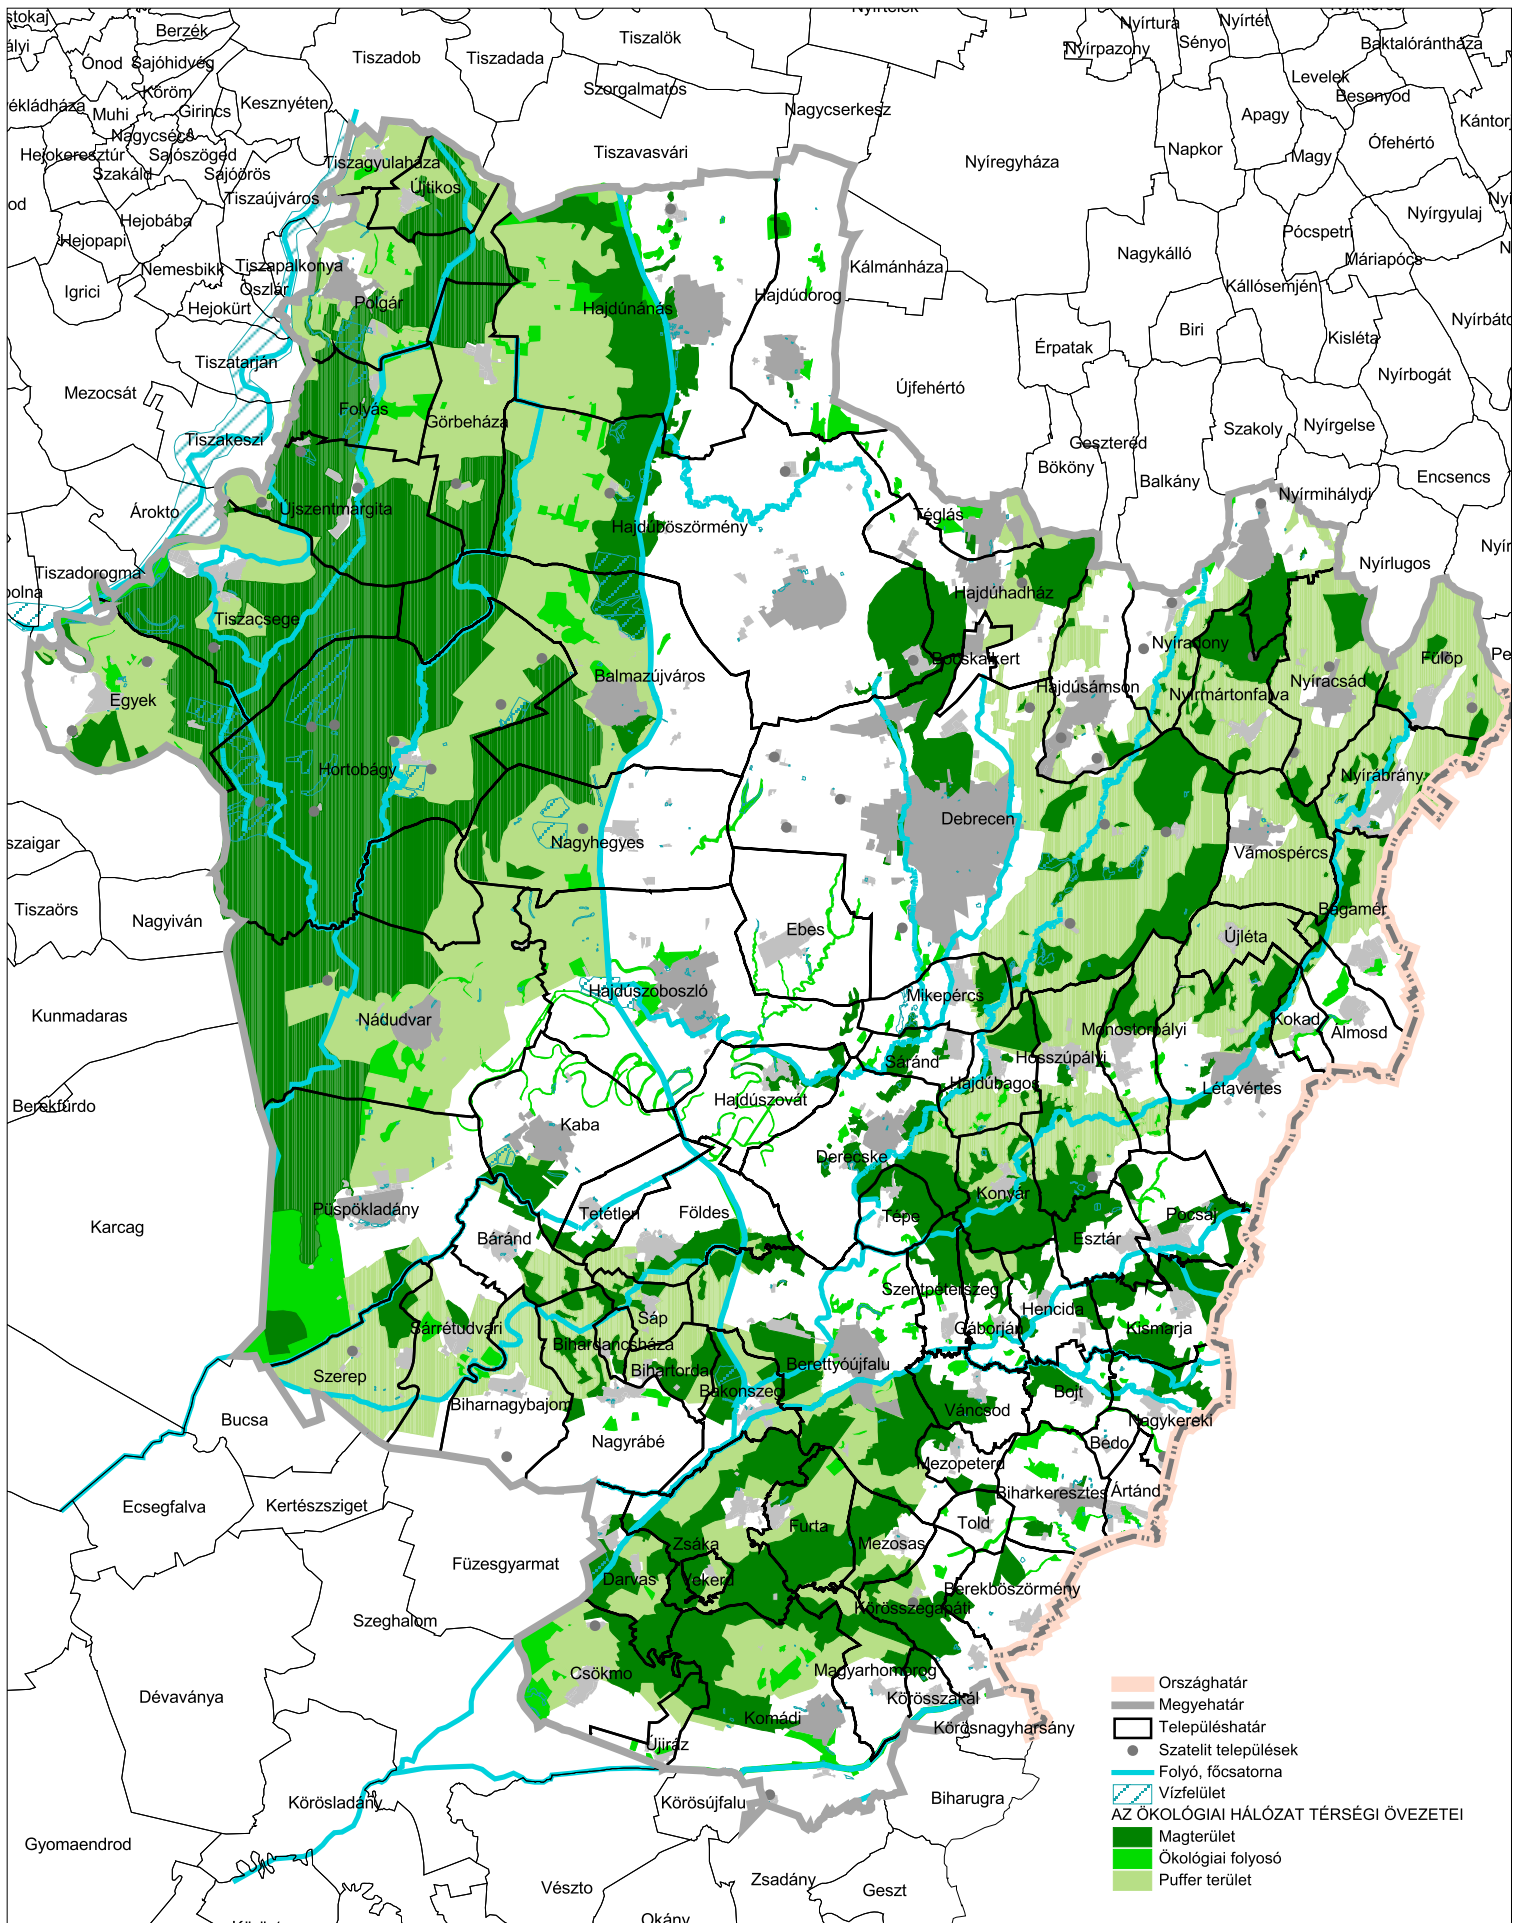 Berzék
Ónod
Sajóhidvég
Köröm
Muhi
Girincs
Kesznyéten
Nagycsécs
Hejokeresztúr
Sajószöged
Szakáld
Sajóörös
Tiszaújváros
Hejobába
Hejopapi
Nemesbikk
Tiszapalkonya
Oszlár
Igrici
Hejokürt
Tiszatarján
Mezocsát
Tiszakeszi
Árokto
Tiszadorogma
Tiszadob
Tiszadada
Tiszalök
Szorgalmatos
Tiszavasvári
Nagycserkesz
Nyíregyháza
Nyírtura
Nyírtét
Nyírpazony
Sényo
Baktalórántháza
Levelek
Besenyod
Apagy
Napkor
Magy
Ófehértó
Nyírgyulaj
Pócspetri
Nagykálló
Máriapócs
Kállósemjén
Kálmánháza
Biri
Kisléta
Érpatak
Nyírbogát
Újfehértó
Geszteréd
Bököny
Szakoly
Nyírgelse
Balkány
Encsencs
Nyírmihálydi
Nyírlugos
Tiszagyulaháza
Újtikos
Polgár
Hajdúnánás
Hajdúdorog
Folyás
Görbeháza
Újszentmargita
Hajdúböszörmény
Téglás
Hajdúhadház
Tiszacsege
Bocskaikert
Nyíradony
Egyek
Balmazújváros
Hajdúsámson
Nyírmártonfalva
Nyíracsád
Fülöp
Hortobágy
Nyírábrány
Nagyhegyes
Debrecen
Vámospércs
Bagamér
Ebes
Újléta
Hajdúszoboszló
Mikepércs
Nádudvar
Monostorpályi
Kokad
Álmosd
Sáránd
Hosszúpályi
Hajdúbagos
Létavértes
Hajdúszovát
Kaba
Derecske
Konyár
Püspökladány
Tetétlen
Földes
Tépe
Pocsaj
Báránd
Esztár
Szentpéterszeg
Hencida
Sáp
Sárrétudvari
Gáborján
Kismarja
Bihardancsháza
Bihartorda
Berettyóújfalu
Szerep
Bakonszeg
Biharnagybajom
Váncsod
Bojt
Nagykereki
Nagyrábé
Bedo
Mezopeterd
Biharkeresztes
Ártánd
Furta
Told
Zsáka
Mezosas
Darvas
Vekerd
Berekböszörmény
Körösszegapáti
Csökmo
Magyarhomorog
Körösszakál
Komádi
Körösnagyharsány
Újiráz
Tiszaörs
Nagyiván
Kunmadaras
Berekfürdo
Karcag
Bucsa
Ecsegfalva
Kertészsziget
Füzesgyarmat
Szeghalom
Dévaványa
Körösladány
Körösújfalu
Biharugra
Gyomaendrod
Vészto
Zsadány
Geszt
Okány
Országhatár
Megyehatár
Településhatár
Szatelit települések
Folyó, főcsatorna
Vízfelület
AZ ÖKOLÓGIAI HÁLÓZAT TÉRSÉGI ÖVEZETEI
Magterület
Ökológiai folyosó
Puffer terület